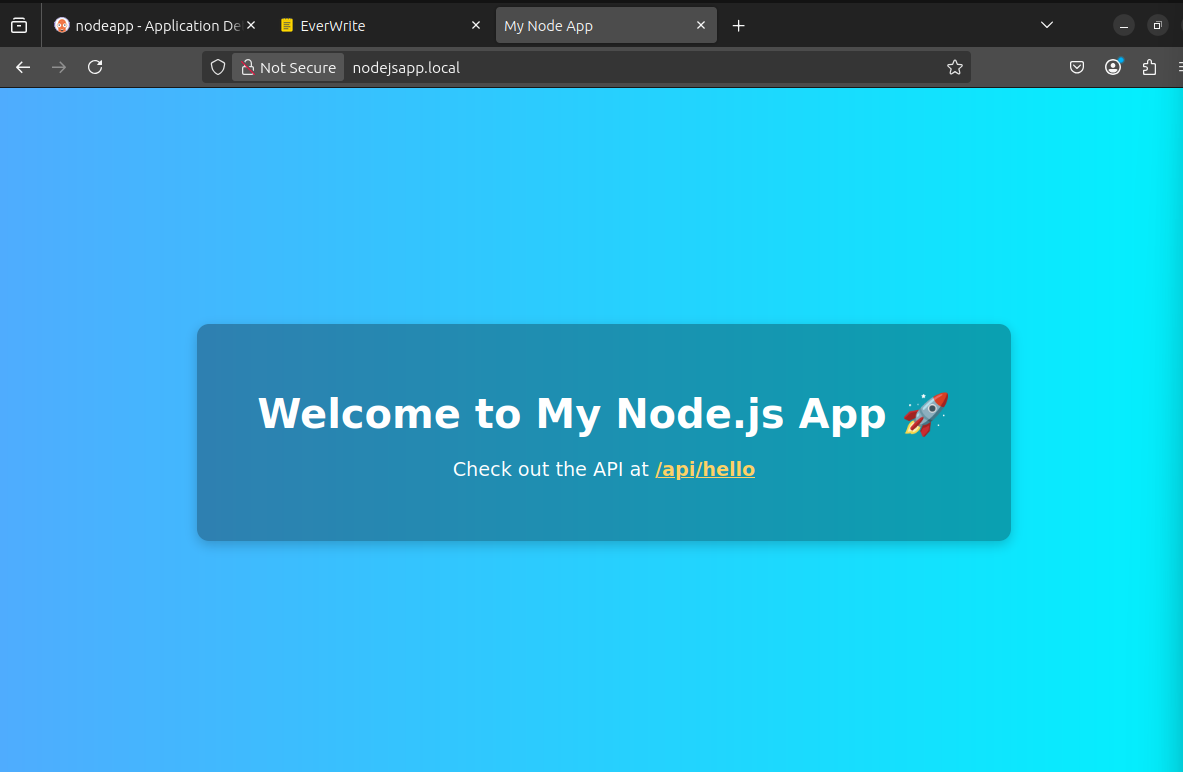 nodeapp - Application De
EverWrite
My Node App
Not Secure
nodejsapp.local
Welcome to My Node.js App 🚀
Check out the API at /api/hello